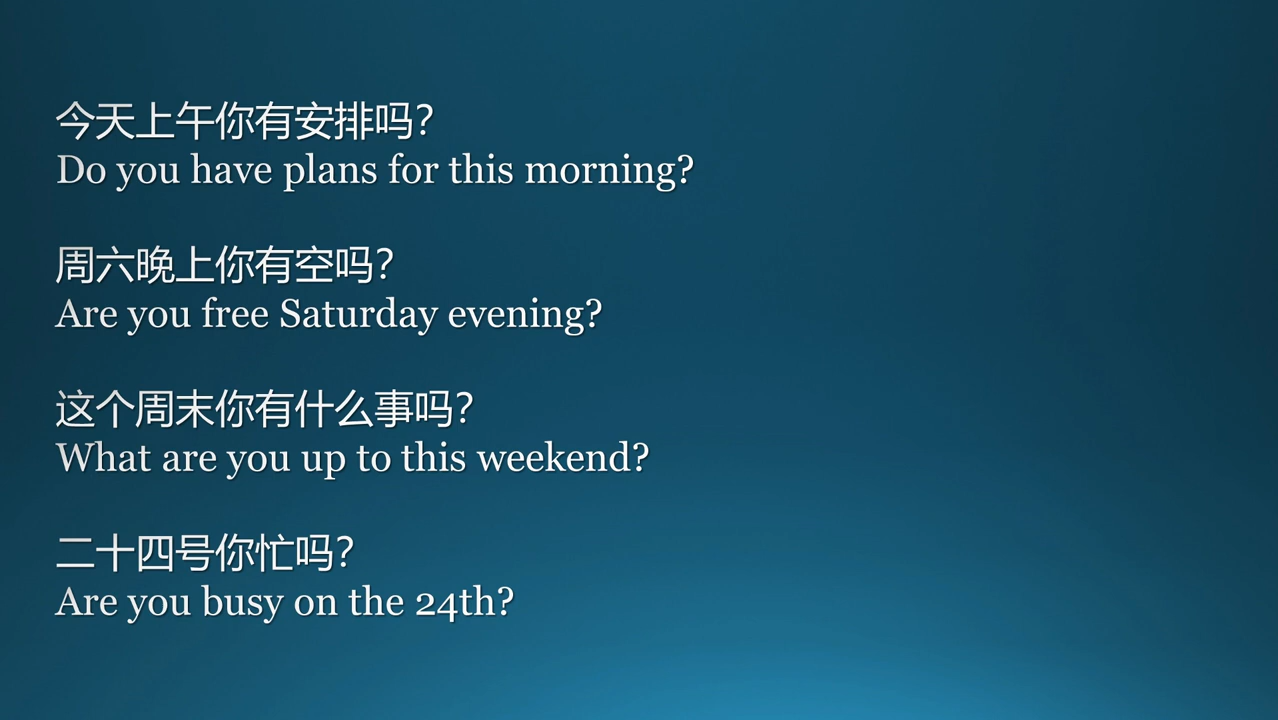 今天上午你有安排吗？
Do you have plans for this morning?
周六晚上你有空吗？
Are you free Saturday evening?
这个周末你有什么事吗？
What are you up to this weekend?
二十四号你忙吗？
Are you busy on the 24th?